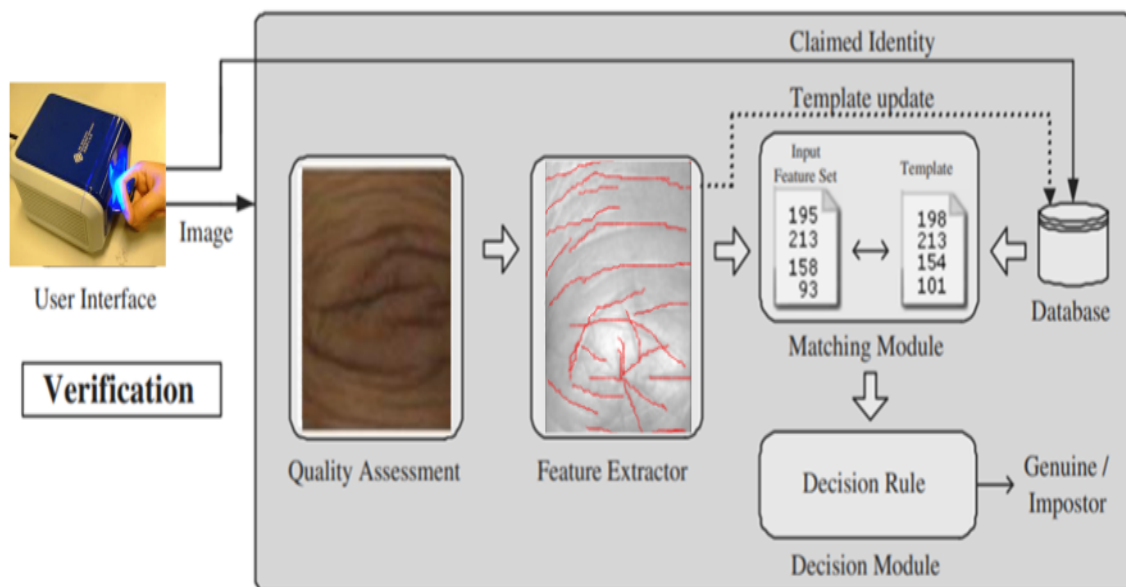 Claimed Identity
Template update
Image
User Interface
Verification
Quality Assessment
Feature Extractor
Input
Feature Set
195
213
158
93
Template
198
213
154
101
Matching Module
Database
Decision Rule
Decision Module
Genuine /
Impostor